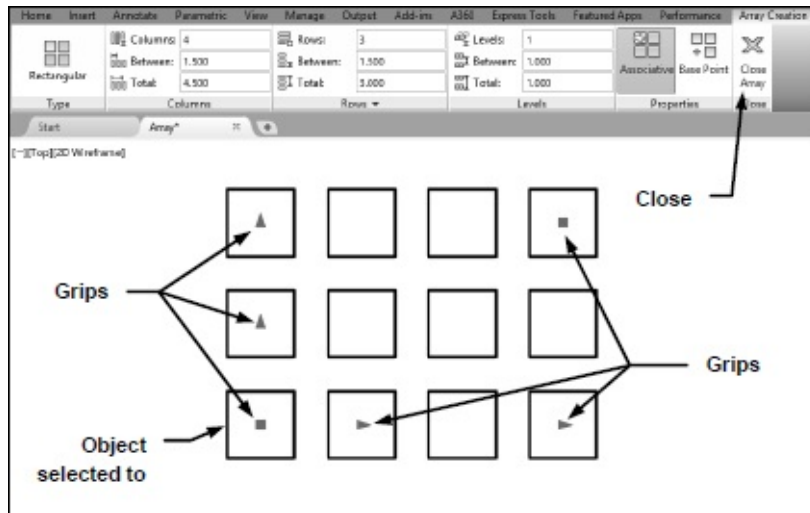 Home Insert Annotate Parametric View Manage Output Add-ins A360 Express Tools Featured Apps Performance Array Creation
Columns: 4 Rows: 3 Levels: 1
Between: 1.500 Between: 1.500 Between: 1.000
Total: 4.500 Total: 3.000 Total: 1.000
Rectangular Associative Base Point Close Array
Type Columns Rows Levels Properties Close
Start Array*
[-][Top][2D Wireframe]
Close
Grips
Grips
Object
selected to